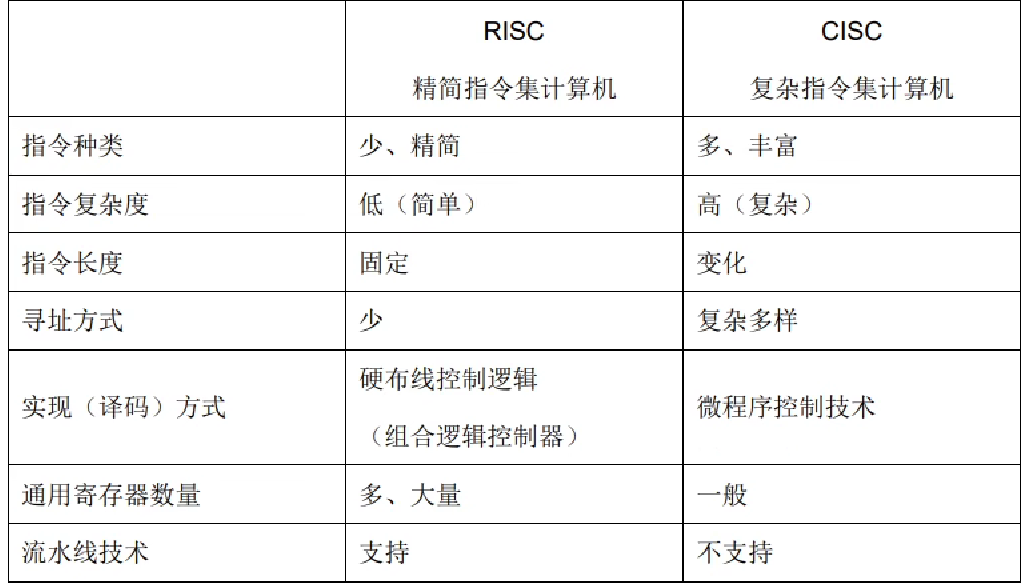 RISC
精简指令集计算机
CISC
复杂指令集计算机
指令种类
少、精简
多、丰富
指令复杂度
低（简单）
高（复杂）
指令长度
固定
变化
寻址方式
少
复杂多样
实现（译码）方式
硬布线控制逻辑
（组合逻辑控制器）
微程序控制技术
通用寄存器数量
多、大量
一般
流水线技术
支持
不支持